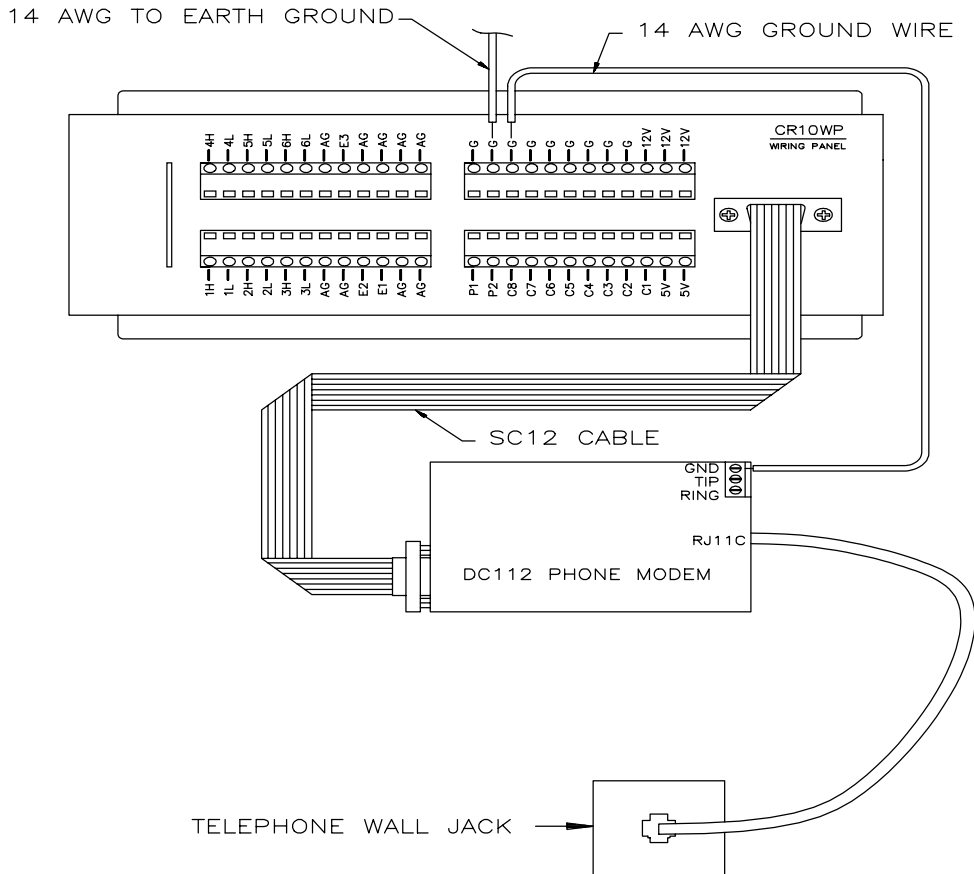 14 AWG TO EARTH GROUND
14 AWG GROUND WIRE
4H 4L 5H 5L 6H 6L AG E3 AG AG AG AG
G G G G G G G G G 12V 12V 12V
CR10WP
WIRING PANEL
1H 1L 2H 2L 3H 3L AG AG E2 E1 AG AG
P1 P2 C8 C7 C6 C5 C4 C3 C2 C1 5V 5V
SC12 CABLE
GND
TIP
RING
RJ11C
DC112 PHONE MODEM
TELEPHONE WALL JACK